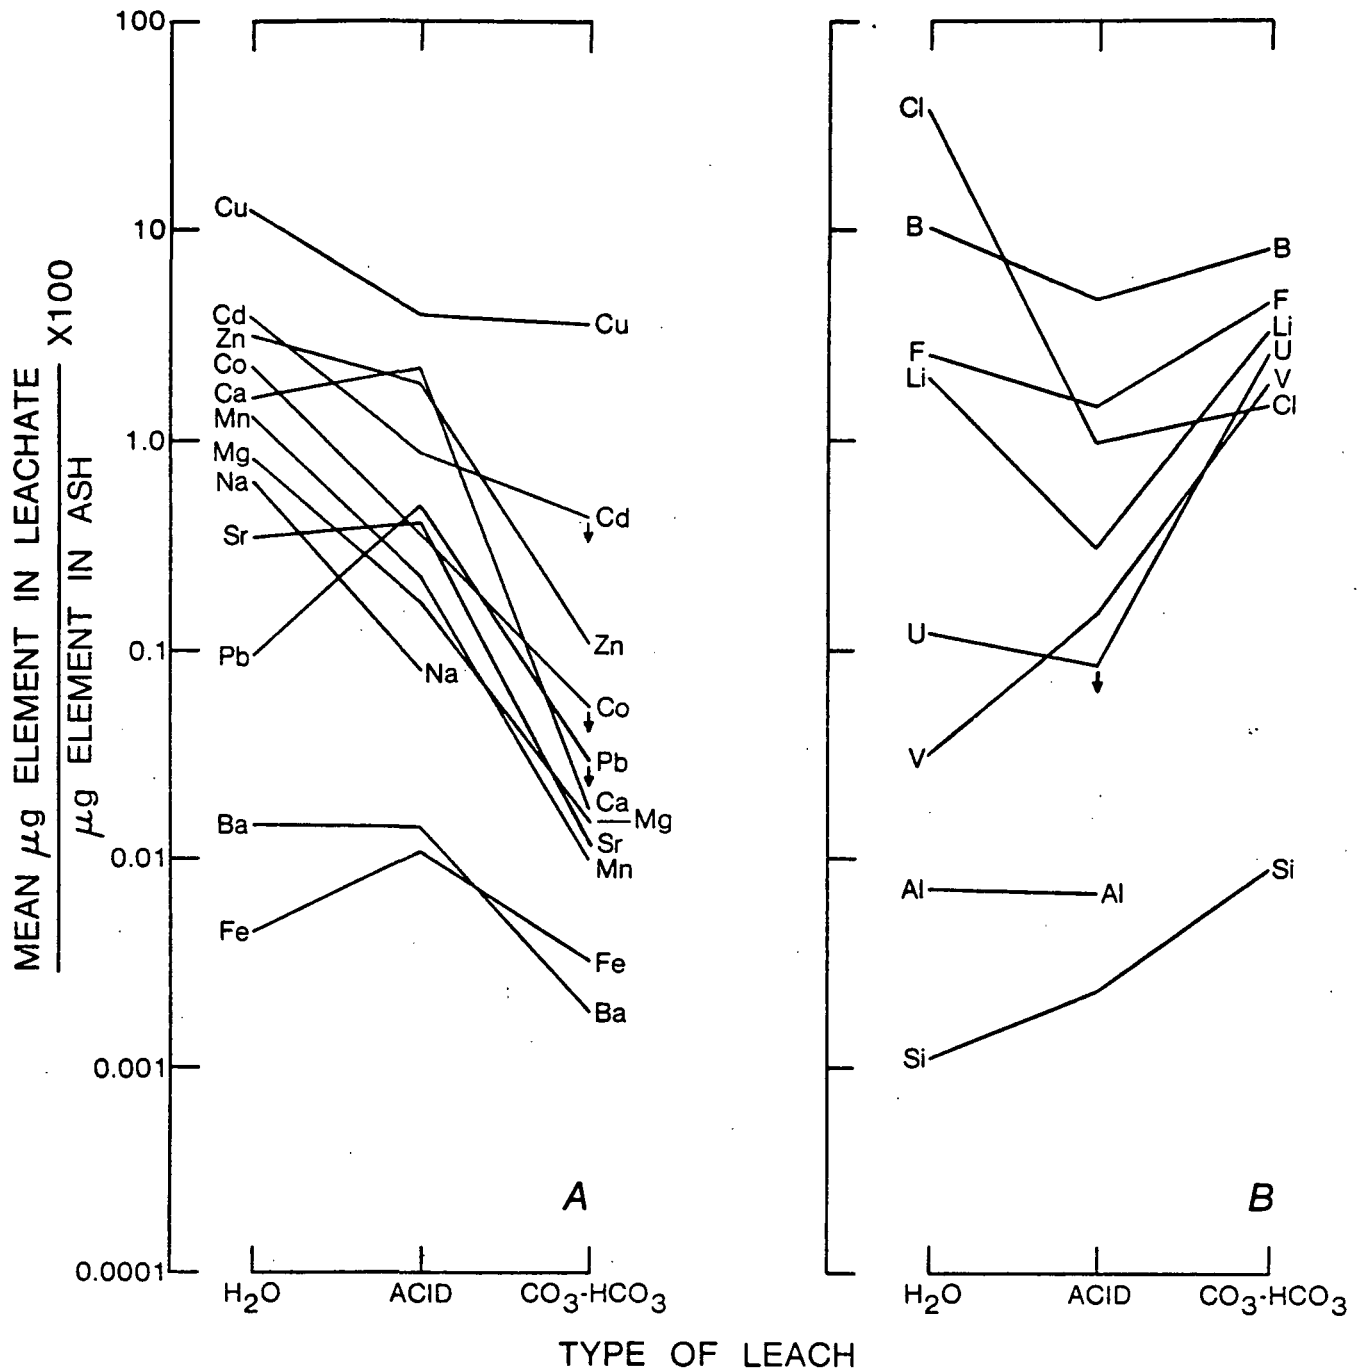 MEAN µg ELEMENT IN LEACHATE
µg ELEMENT IN ASH
X100
100
10
1.0
0.1
0.01
0.001
0.0001
Cu
Cd
Zn
Co
Ca
Mn
Mg
Na
Sr
Pb
Ba
Fe
Na
Cu
Cd
Zn
Co
Pb
Ca
Mg
Sr
Mn
Fe
Ba
A
H2O
ACID
CO3-HCO3
Cl
B
F
Li
U
V
Al
Si
Al
B
F
Li
U
V
Cl
Si
B
H2O
ACID
CO3-HCO3
TYPE OF LEACH